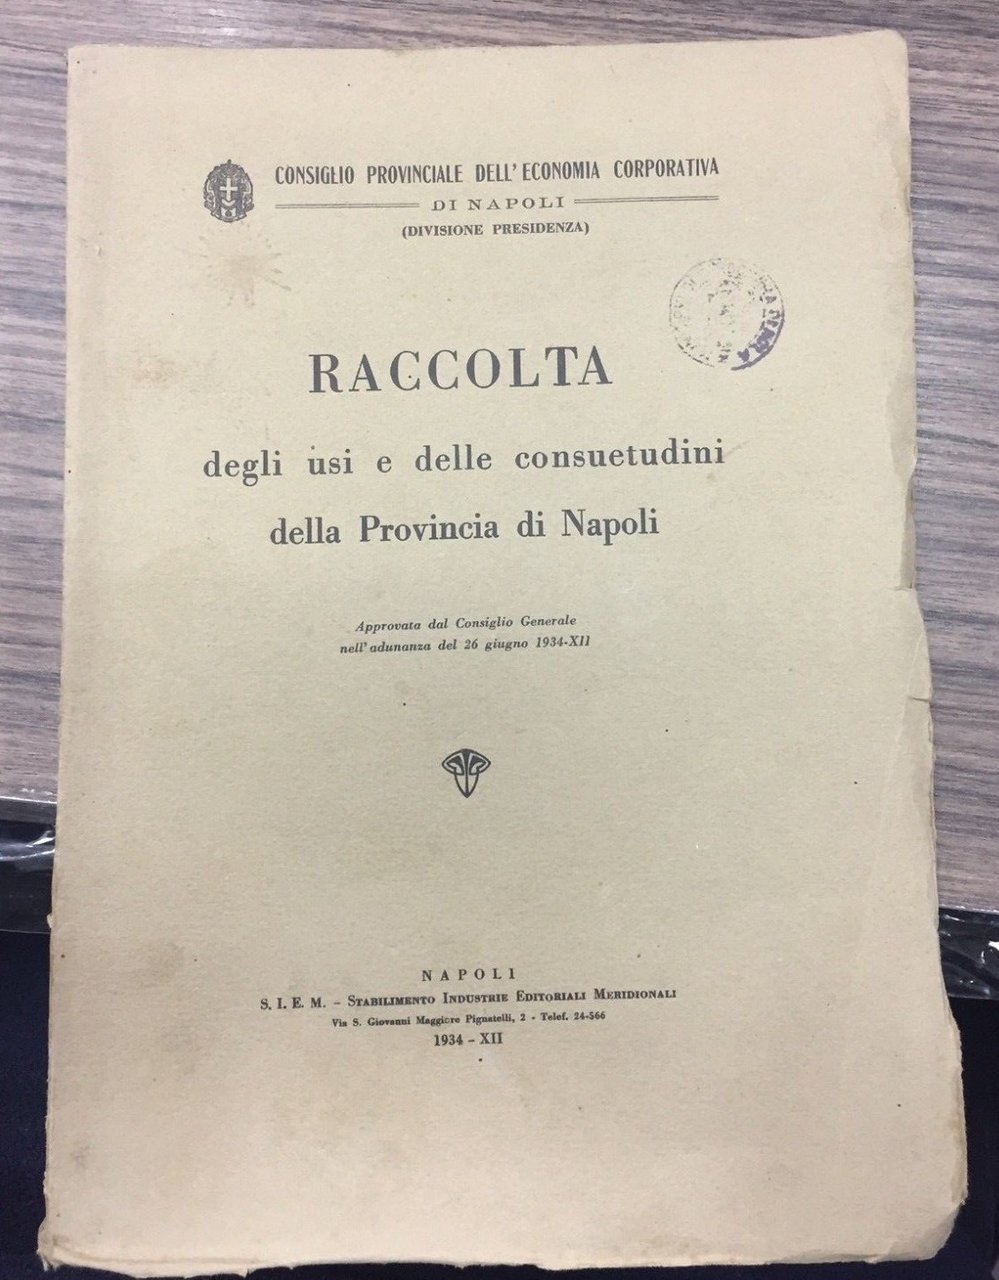 CONSIGLIO PROVINCIALE DELL'ECONOMIA CORPORATIVA
DI NAPOLI
(DIVISIONE PRESIDENZA)
RACCOLTA
degli usi e delle consuetudini
della Provincia di Napoli
Approvata dal Consiglio Generale
nell'adunanza del 26 giugno 1934-XII
NAPOLI
S. I. E. M. - STABILIMENTO INDUSTRIE EDITORIALI MERIDIONALI
Via S. Giovanni Maggiore Pignatelli, 2 - Telef. 24-566
1934 - XII